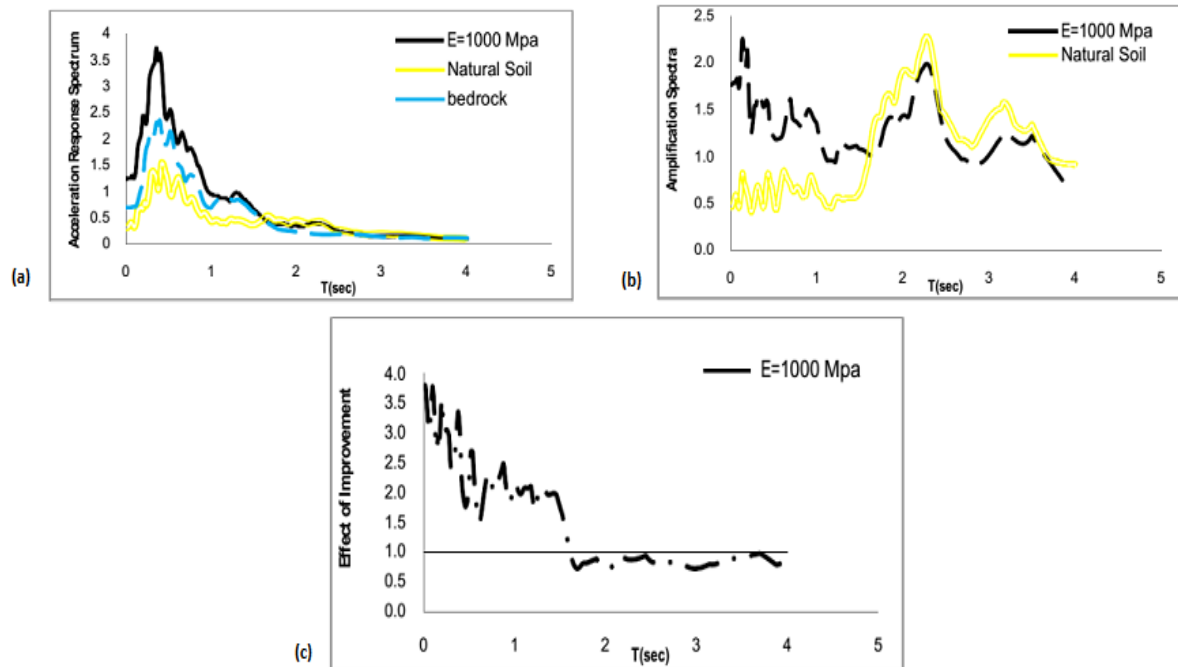 Acceleration Response Spectrum
4
3.5
3
2.5
2
1.5
1
0.5
0
E=1000 Mpa
Natural Soil
bedrock
0 1 2 3 4 5
T(sec)
(a)
Amplification Spectra
2.5
2.0
1.5
1.0
0.5
0.0
E=1000 Mpa
Natural Soil
0 1 2 3 4 5
T(sec)
(b)
Effect of Improvement
4.0
3.5
3.0
2.5
2.0
1.5
1.0
0.5
0.0
E=1000 Mpa
0 1 2 3 4 5
T(sec)
(c)